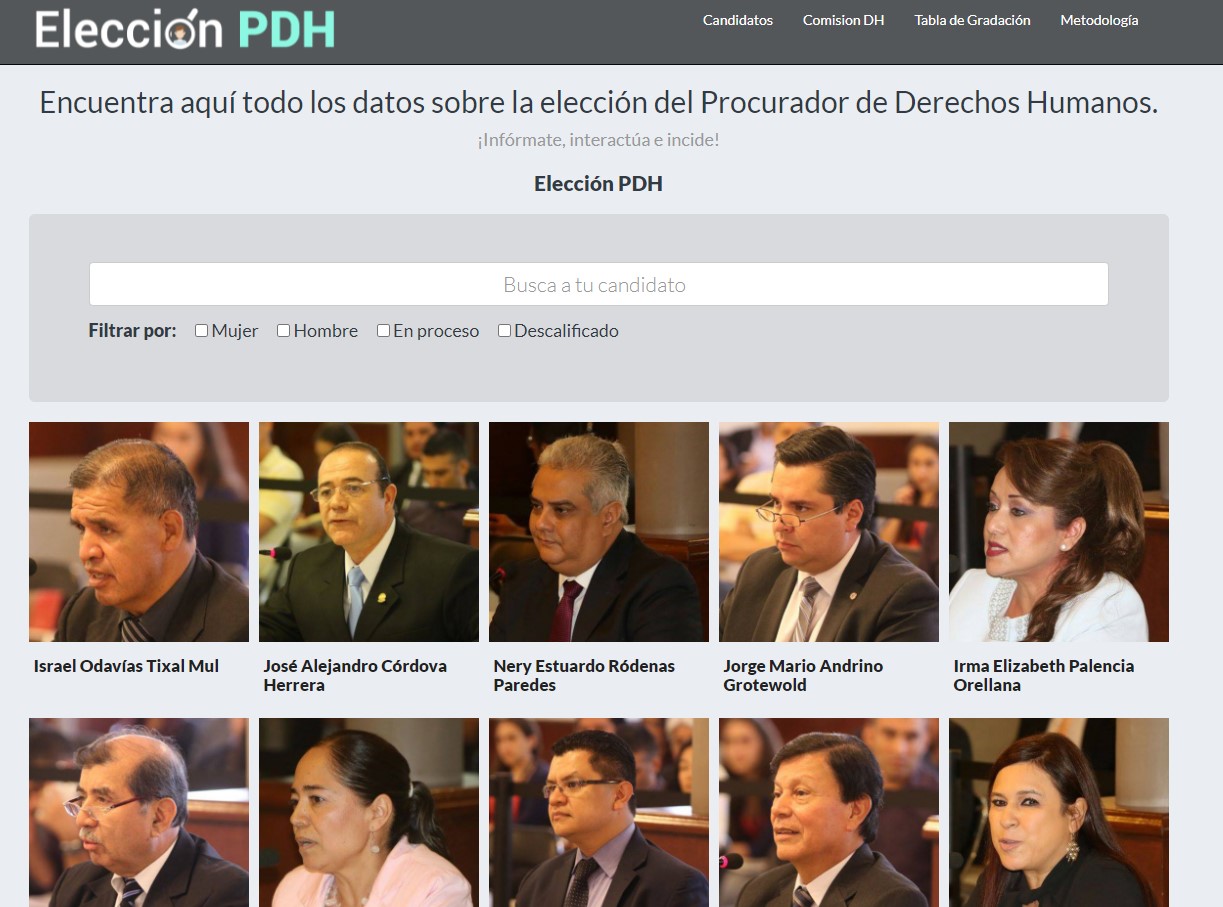 Elección PDH
Candidatos
Comision DH
Tabla de Gradación
Metodología
Encuentra aquí todo los datos sobre la elección del Procurador de Derechos Humanos.
¡Infórmate, interactúa e incide!
Elección PDH
Busca a tu candidato
Filtrar por: Mujer Hombre En proceso Descalificado
Israel Odavías Tixal Mul
José Alejandro Córdova
Herrera
Nery Estuardo Ródenas
Paredes
Jorge Mario Andrino
Grotewold
Irma Elizabeth Palencia
Orellana